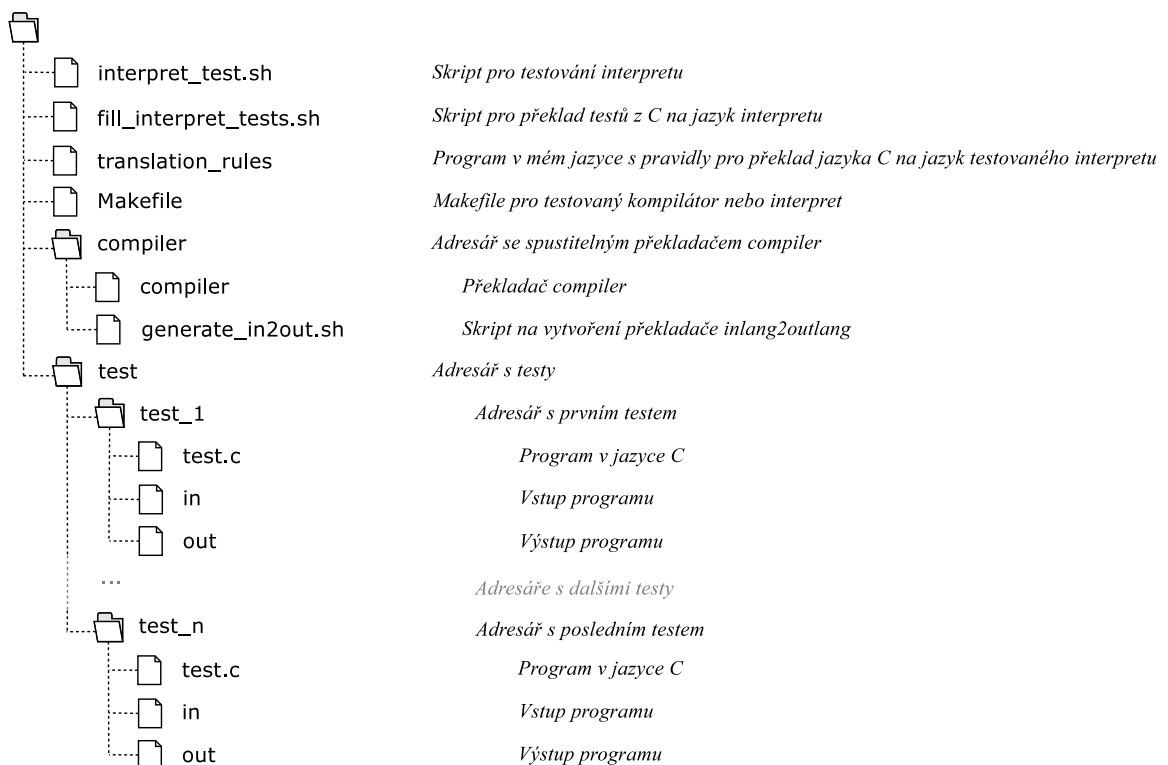 interpret_test.sh Skript pro testování interpretu
fill_interpret_tests.sh Skript pro překlad testů z C na jazyk interpretu
translation_rules Program v mém jazyce s pravidly pro překlad jazyka C na jazyk testovaného interpretu
Makefile Makefile pro testovaný kompilátor nebo interpret
compiler Adresář se spustitelným překladačem compiler
compiler Překladač compiler
generate_in2out.sh Skript na vytvoření překladače inlang2outlang
test Adresář s testy
test_1 Adresář s prvním testem
test.c Program v jazyce C
in Vstup programu
out Výstup programu
... Adresáře s dalšími testy
test_n Adresář s posledním testem
test.c Program v jazyce C
in Vstup programu
out Výstup programu